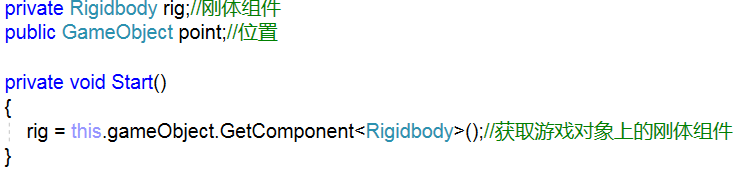 private Rigidbody rig;//刚体组件
public GameObject point;//位置
private void Start()
{
rig = this.gameObject.GetComponent<Rigidbody>();//获取游戏对象上的刚体组件
}